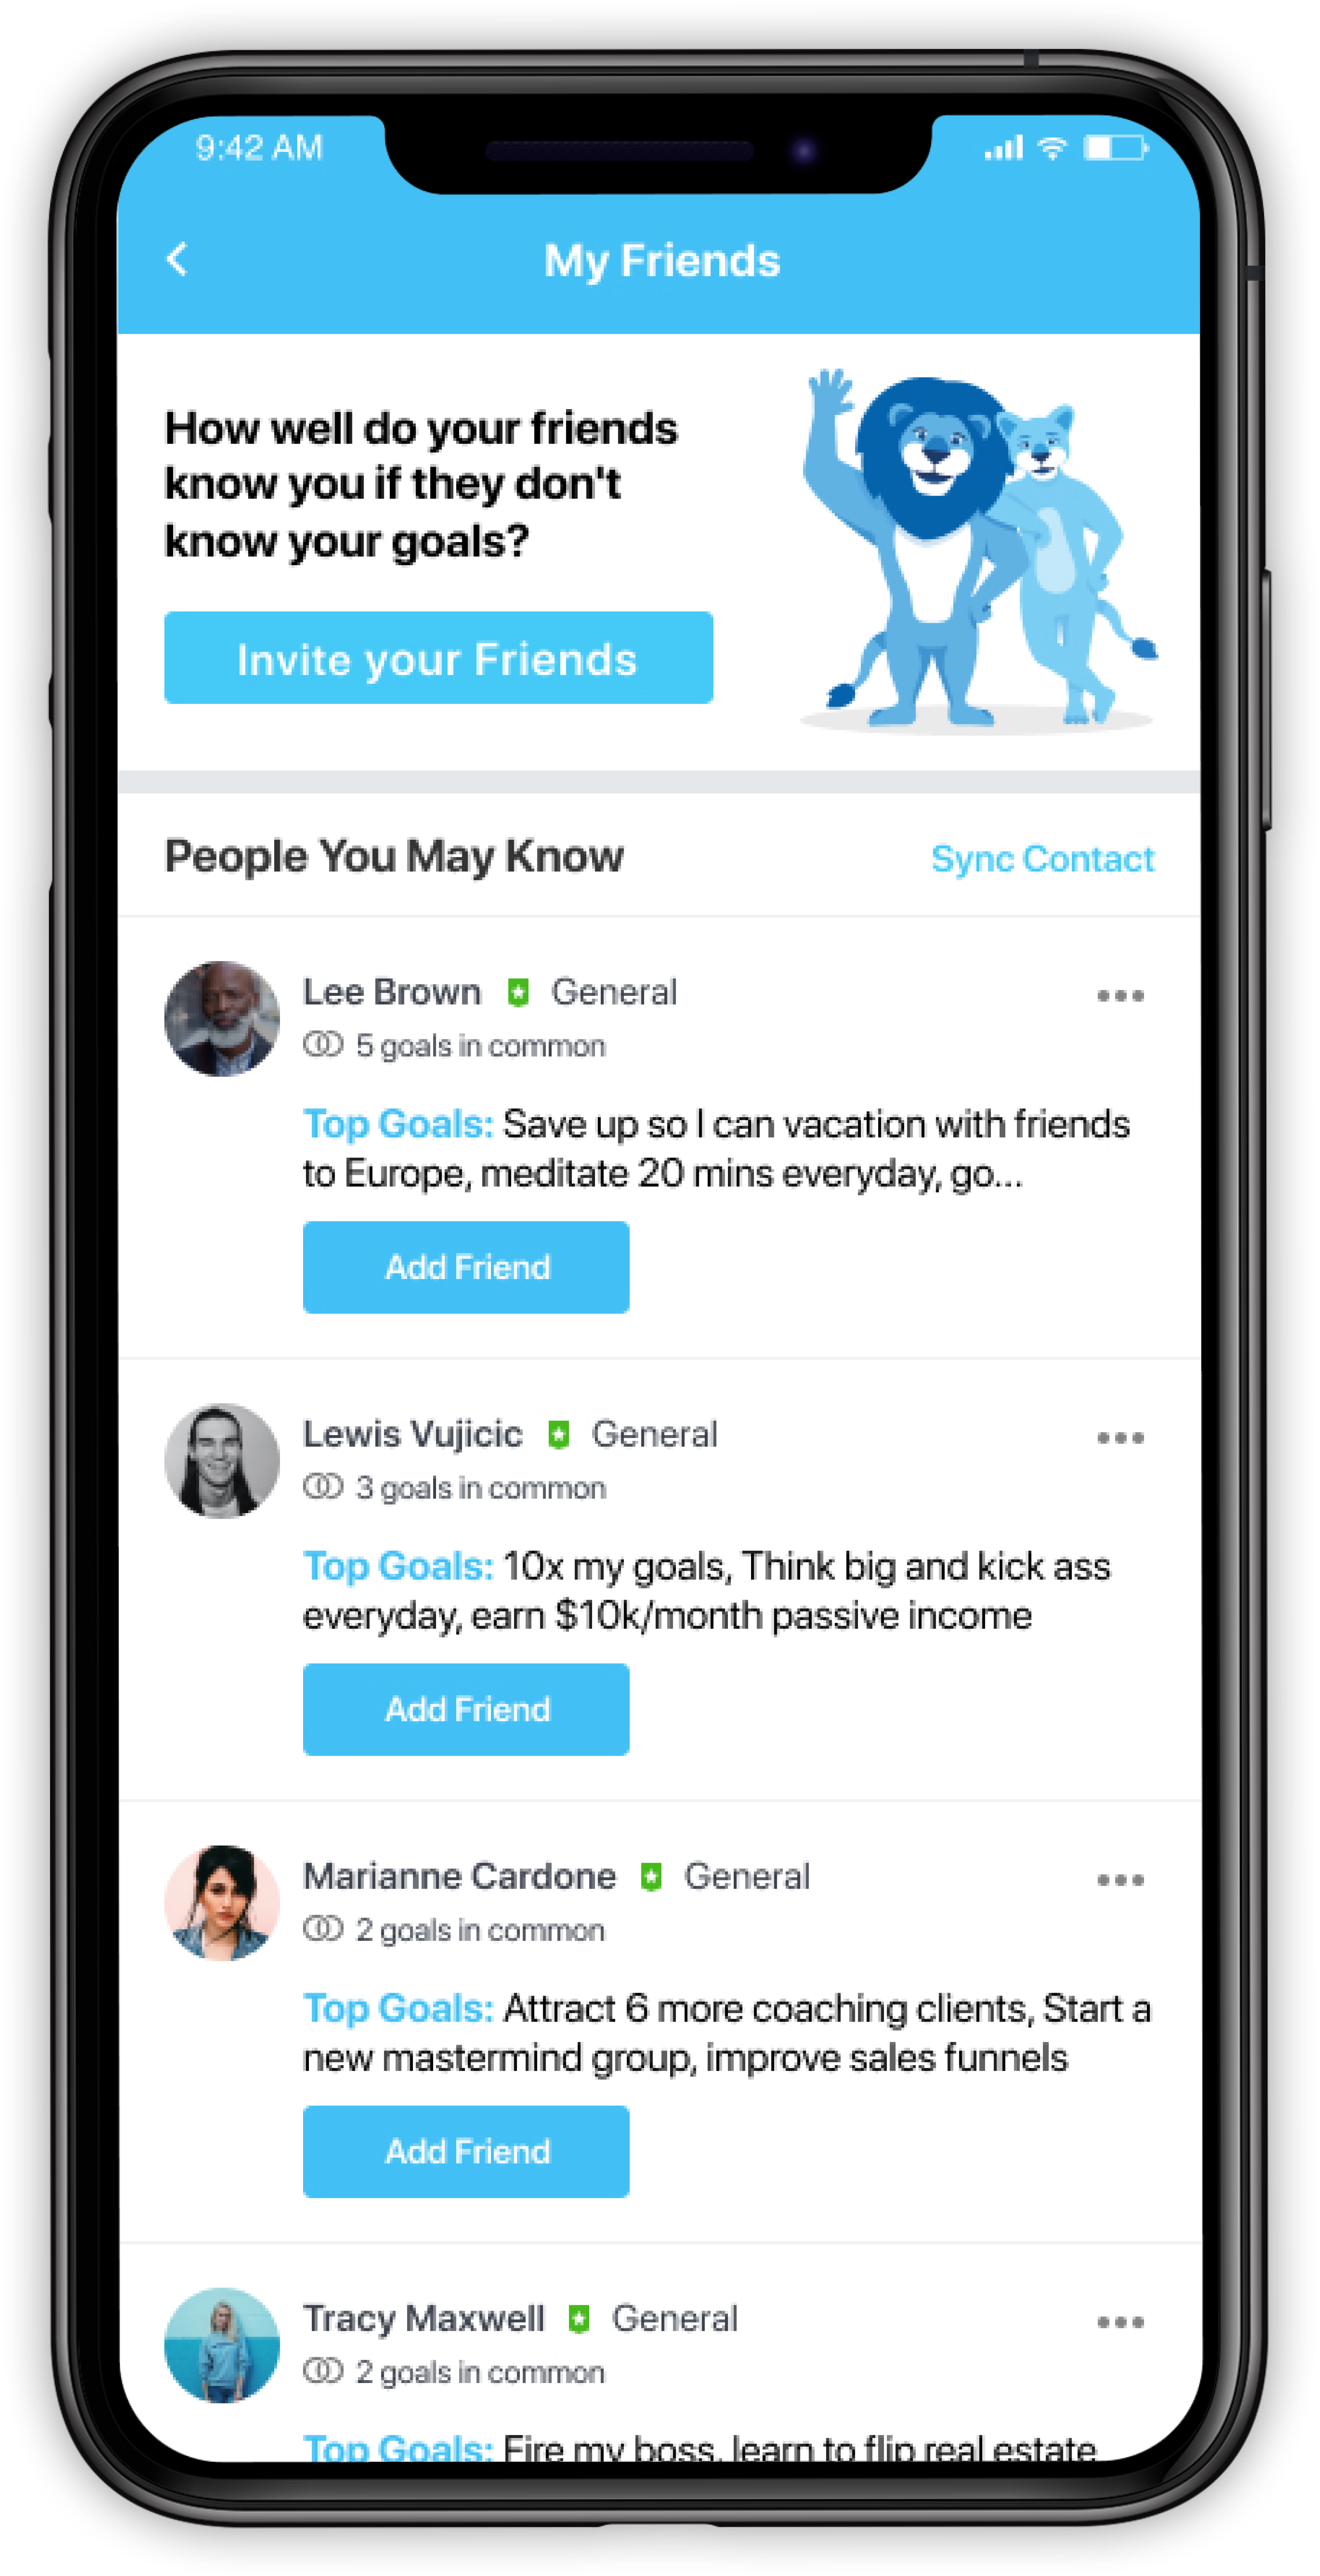 9:42 AM
My Friends
How well do your friends
know you if they don't
know your goals?
Invite your Friends
People You May Know
Sync Contact
Lee Brown General
5 goals in common
Top Goals: Save up so I can vacation with friends
to Europe, meditate 20 mins everyday, go...
Add Friend
Lewis Vujicic General
3 goals in common
Top Goals: 10x my goals, Think big and kick ass
everyday, earn $10k/month passive income
Add Friend
Marianne Cardone General
2 goals in common
Top Goals: Attract 6 more coaching clients, Start a
new mastermind group, improve sales funnels
Add Friend
Tracy Maxwell General
2 goals in common
Top Goals: Fire my boss, learn to flip real estate